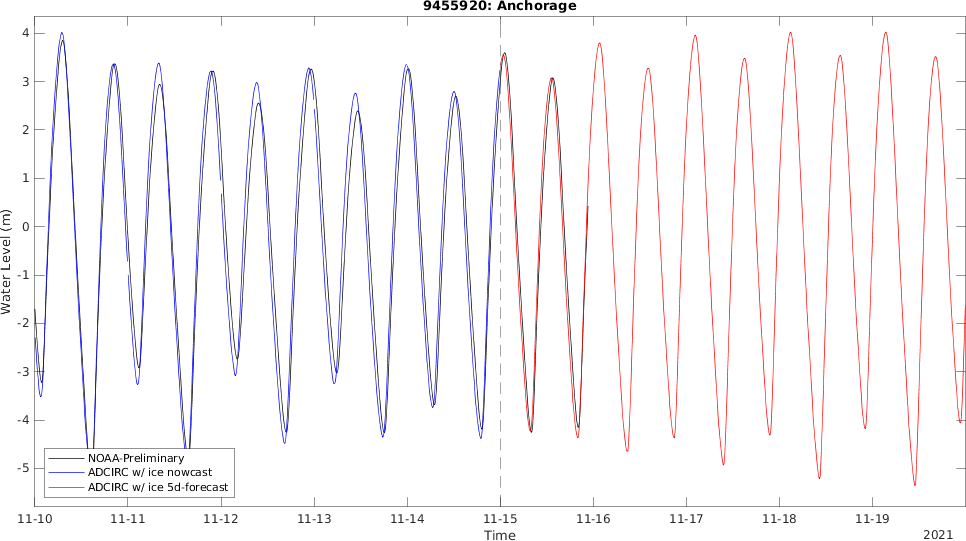 9455920: Anchorage
4
3
2
1
0
-1
-2
-3
-4
-5
Water Level (m)
NOAA-Preliminary
ADCIRC w/ ice nowcast
ADCIRC w/ ice 5d-forecast
11-10 11-11 11-12 11-13 11-14 11-15 11-16 11-17 11-18 11-19
Time
2021